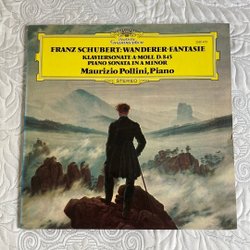 FRANZ SCHUBERT: WANDERER-FANTASIE
KLAVIERSONATE A-MOLL D. 845
PIANO SONATA IN A MINOR
Maurizio Pollini, Piano
STEREO